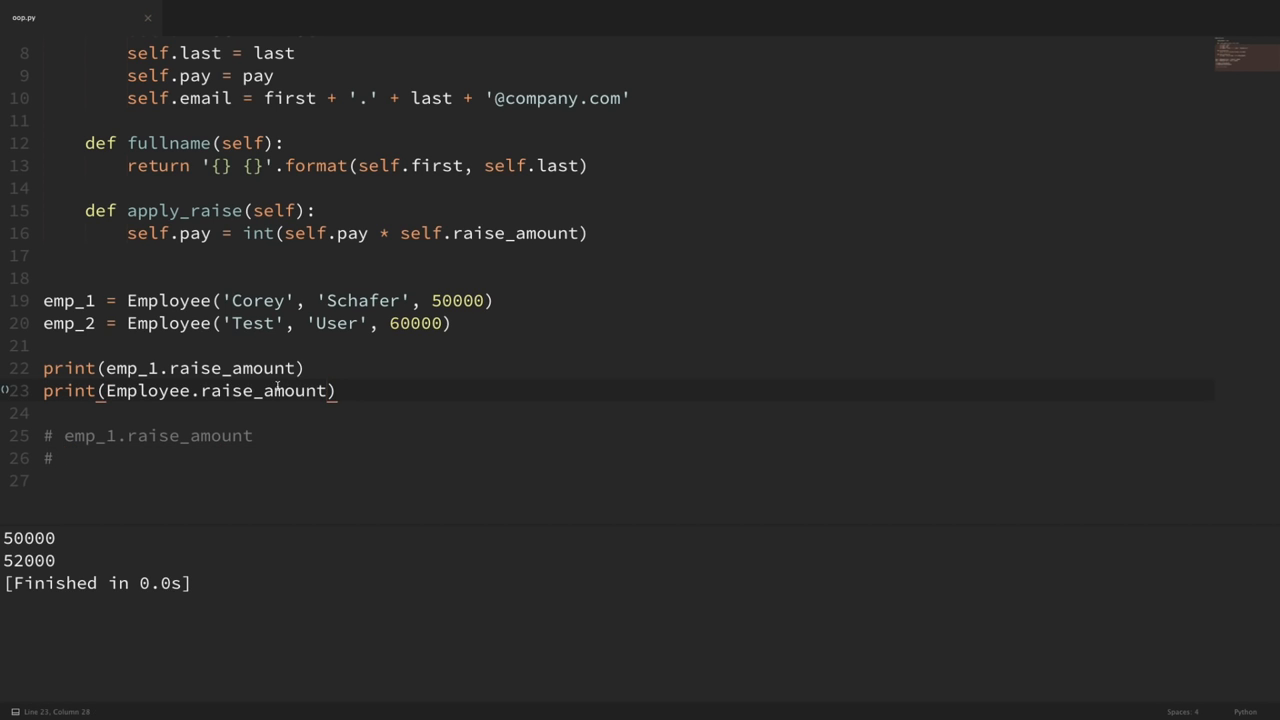 oop.py
8 self.last = last
9 self.pay = pay
10 self.email = first + '.' + last + '@company.com'
11
12 def fullname(self):
13 return '{} {}'.format(self.first, self.last)
14
15 def apply_raise(self):
16 self.pay = int(self.pay * self.raise_amount)
17
18
19 emp_1 = Employee('Corey', 'Schafer', 50000)
20 emp_2 = Employee('Test', 'User', 60000)
21
22 print(emp_1.raise_amount)
23 print(Employee.raise_amount)
24
25 # emp_1.raise_amount
26 #
27
50000
52000
[Finished in 0.0s]
Line 23, Column 28 Spaces: 4 Python